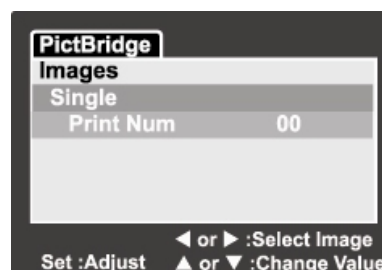 PictBridge
Images
Single
Print Num 00
◀ or ▶ :Select Image
Set :Adjust ▲ or ▼ :Change Value